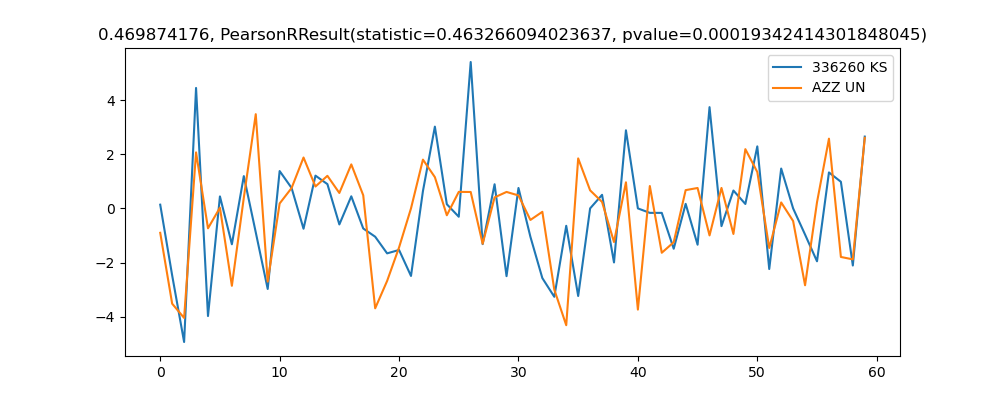 0.469874176, PearsonRResult(statistic=0.463266094023637, pvalue=0.00019342414301848045)
336260 KS
AZZ UN
4
2
0
−2
−4
0 10 20 30 40 50 60